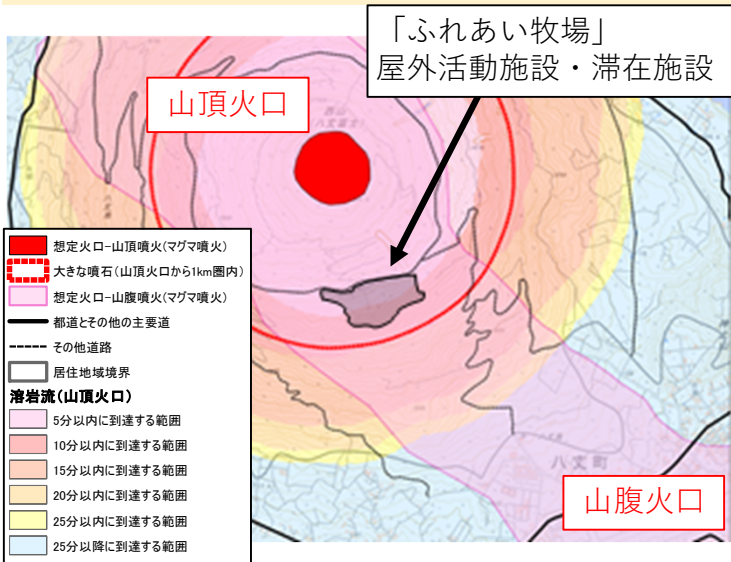 「ふれあい牧場」
屋外活動施設・滞在施設
山頂火口
西山
(八丈富士)
想定火口-山頂噴火(マグマ噴火)
大きな噴石(山頂火口から1km圏内)
想定火口-山腹噴火(マグマ噴火)
都道とその他の主要道
その他道路
居住地域境界
溶岩流(山頂火口)
5分以内に到達する範囲
10分以内に到達する範囲
15分以内に到達する範囲
20分以内に到達する範囲
25分以内に到達する範囲
25分以降に到達する範囲
八丈町
山腹火口